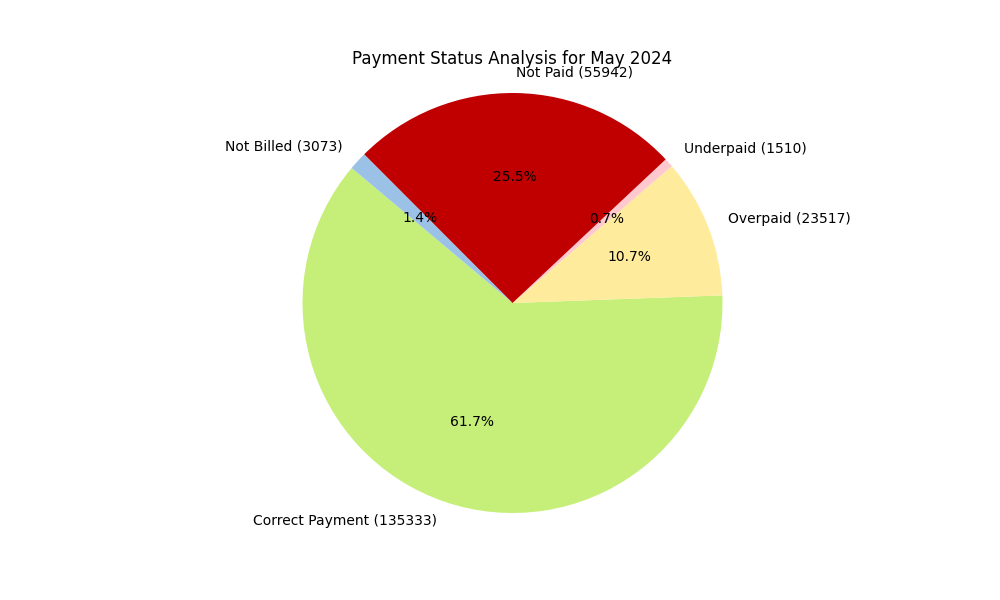 Payment Status Analysis for May 2024
Not Paid (55942)
Not Billed (3073)
Underpaid (1510)
25.5%
1.4%
0.7%
Overpaid (23517)
10.7%
61.7%
Correct Payment (135333)